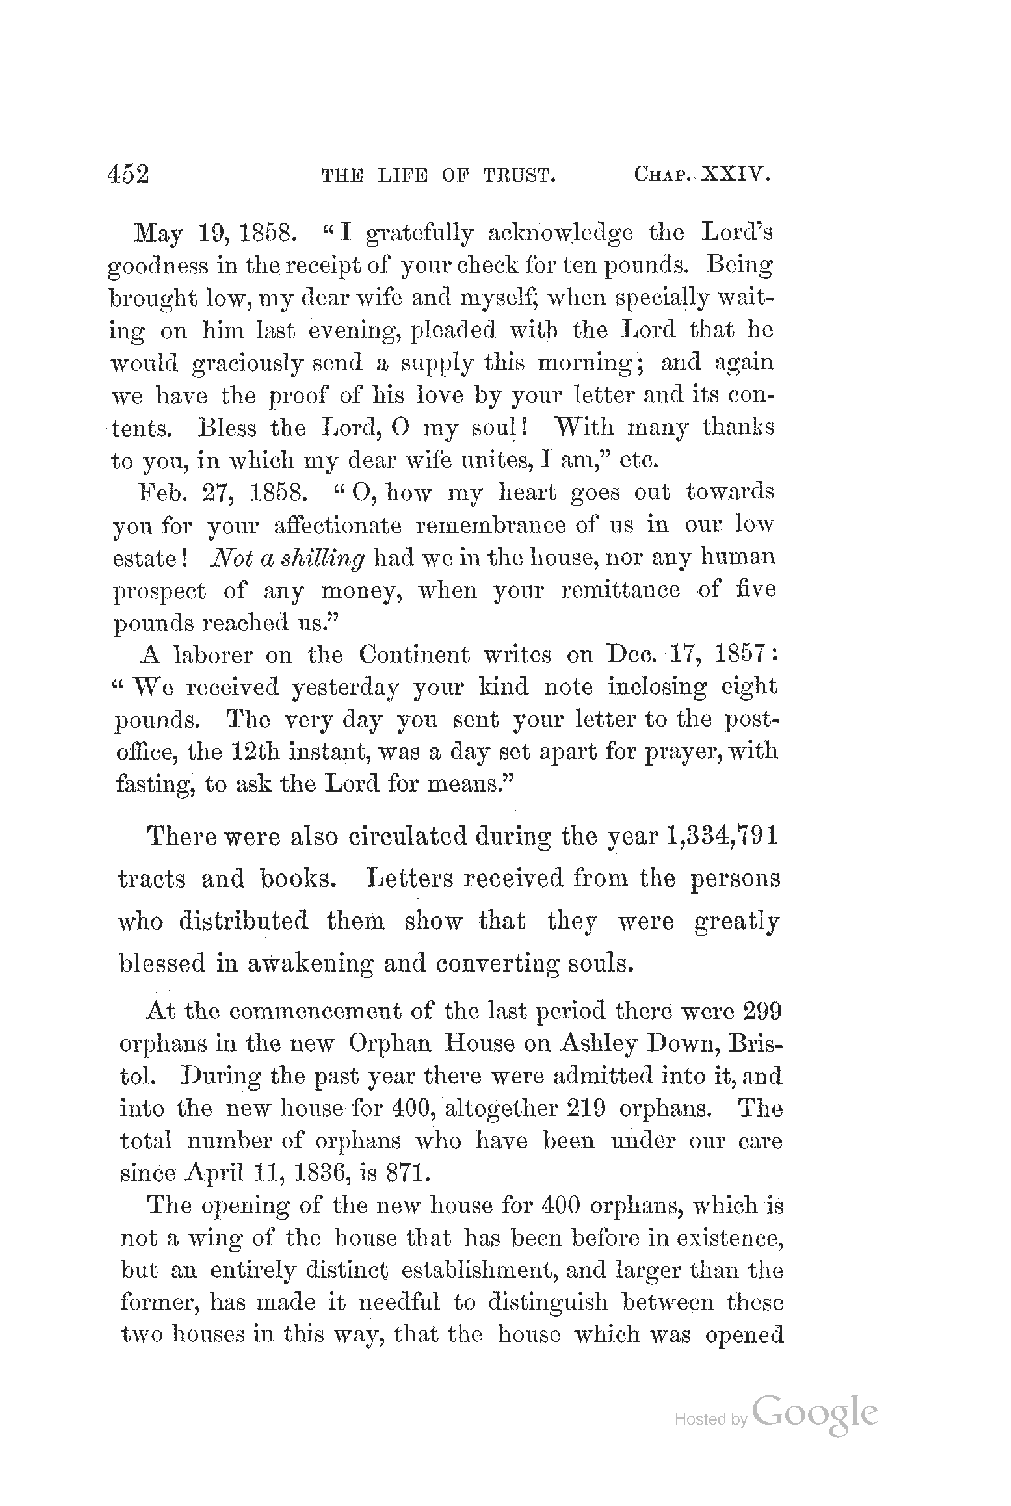 452 THE LIFE OF TRUST. CHAP. XXIV.
May 19, 1858. “I gratefully acknowledge the Lord’s
goodness in the receipt of your check for ten pounds. Being
brought low, my dear wife and myself, when specially wait-
ing on him last evening, pleaded with the Lord that he
would graciously send a supply this morning; and again
we have the proof of his love by your letter and its con-
tents. Bless the Lord, O my soul! With many thanks
to you, in which my dear wife unites, I am,” etc.
Feb. 27, 1858. “O, how my heart goes out towards
you for your affectionate remembrance of us in our low
estate! Not a shilling had we in the house, nor any human
prospect of any money, when your remittance of five
pounds reached us.”
A laborer on the Continent writes on Dec. 17, 1857:
“We received yesterday your kind note inclosing eight
pounds. The very day you sent your letter to the post-
office, the 12th instant, was a day set apart for prayer, with
fasting, to ask the Lord for means.”
There were also circulated during the year 1,334,791
tracts and books. Letters received from the persons
who distributed them show that they were greatly
blessed in awakening and converting souls.
At the commencement of the last period there were 299
orphans in the new Orphan House on Ashley Down, Bris-
tol. During the past year there were admitted into it, and
into the new house for 400, altogether 219 orphans. The
total number of orphans who have been under our care
since April 11, 1836, is 871.
The opening of the new house for 400 orphans, which is
not a wing of the house that has been before in existence,
but an entirely distinct establishment, and larger than the
former, has made it needful to distinguish between these
two houses in this way, that the house which was opened
Hosted by Google